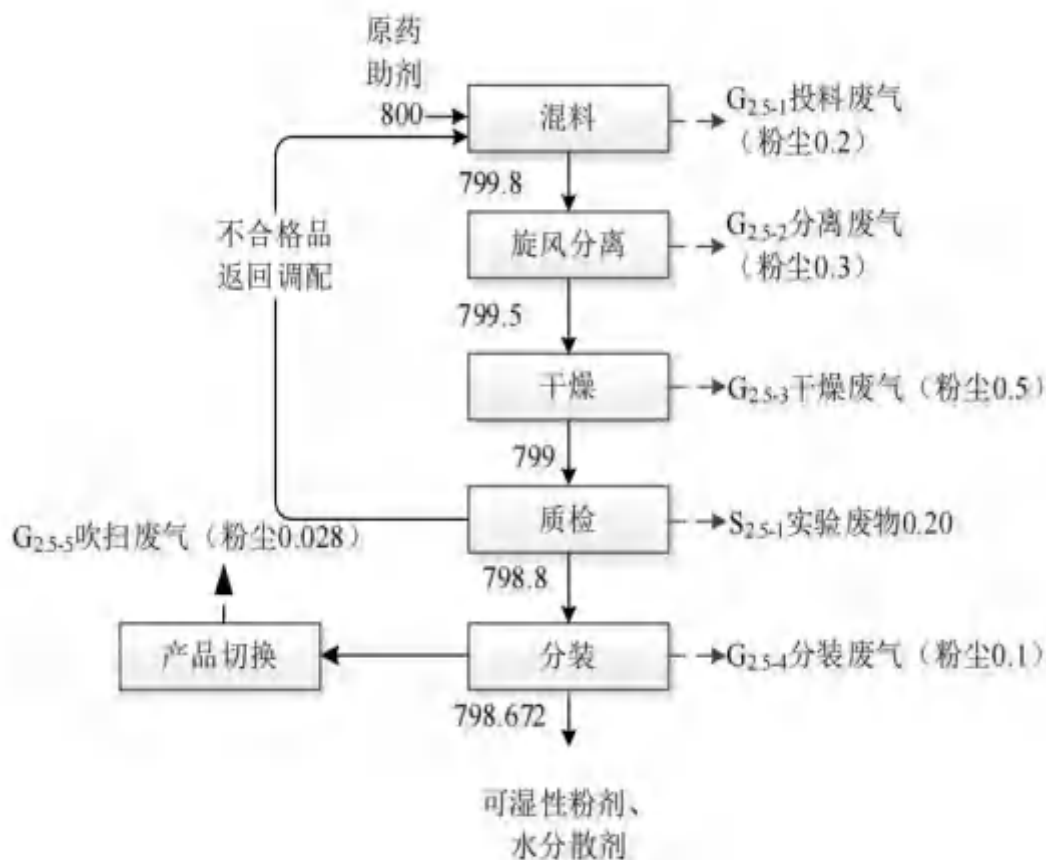 原药
助剂
800
混料
G2.5-1投料废气
（粉尘0.2）
799.8
不合格品
返回调配
旋风分离
G2.5-2分离废气
（粉尘0.3）
799.5
干燥
G2.5-3干燥废气（粉尘0.5）
799
质检
S2.5-1实验废物0.20
G2.5-5吹扫废气（粉尘0.028）
798.8
产品切换
分装
G2.5-4分装废气（粉尘0.1）
798.672
可湿性粉剂、
水分散剂